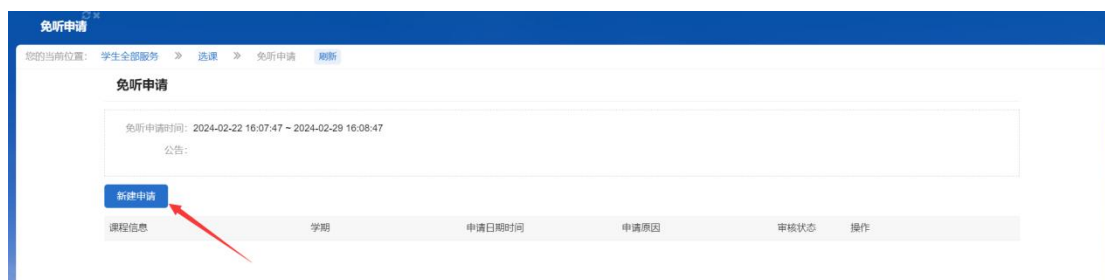 免听申请
您的当前位置: 学生全部服务 » 选课 » 免听申请 刷新
免听申请
免听申请时间: 2024-02-22 16:07:47 ~ 2024-02-29 16:08:47
公告:
新建申请
课程信息 学期 申请日期时间 申请原因 审核状态 操作